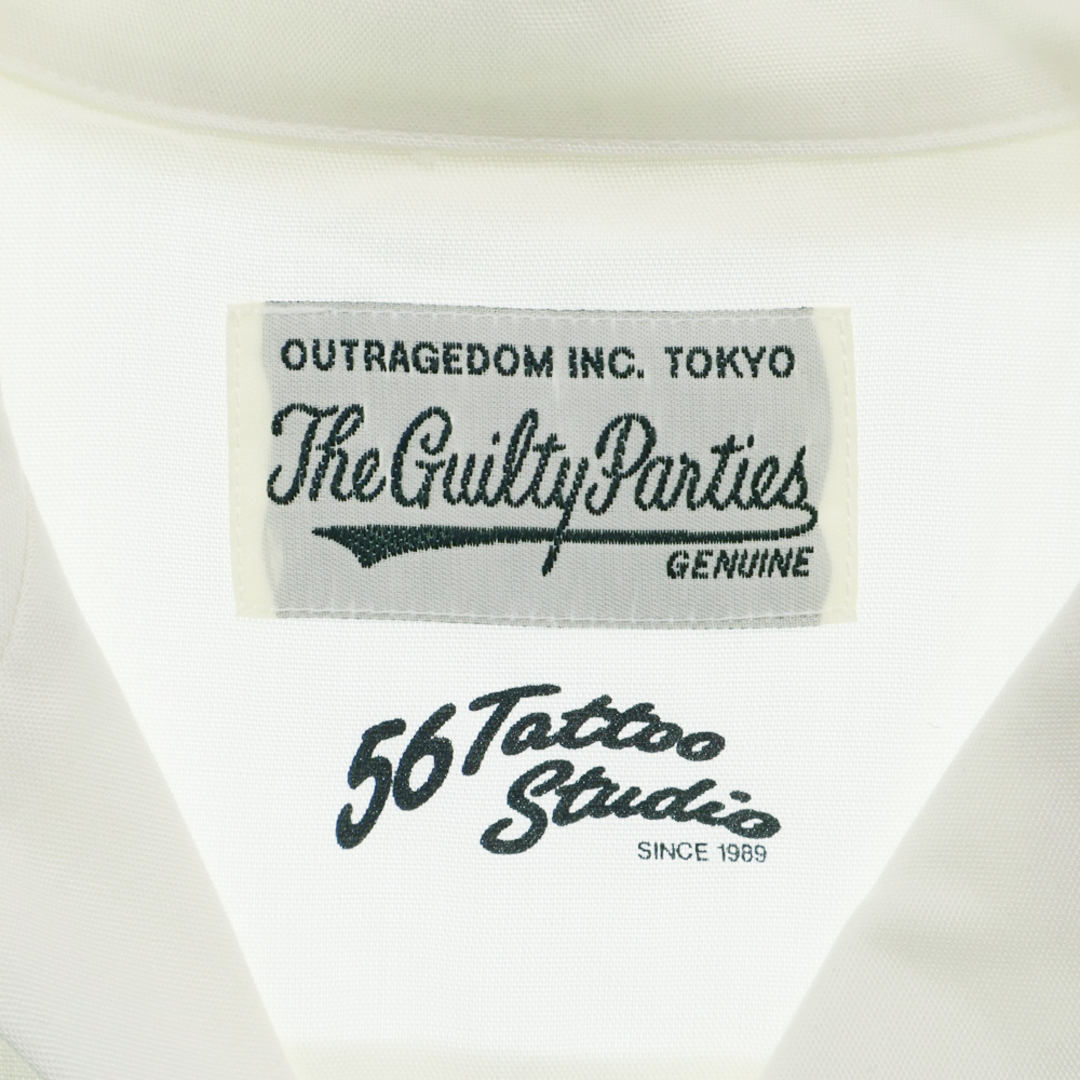 OUTRAGEDOM INC. TOKYO
The Guilty Parties
GENUINE
56 Tattoo
Studio
SINCE 1989